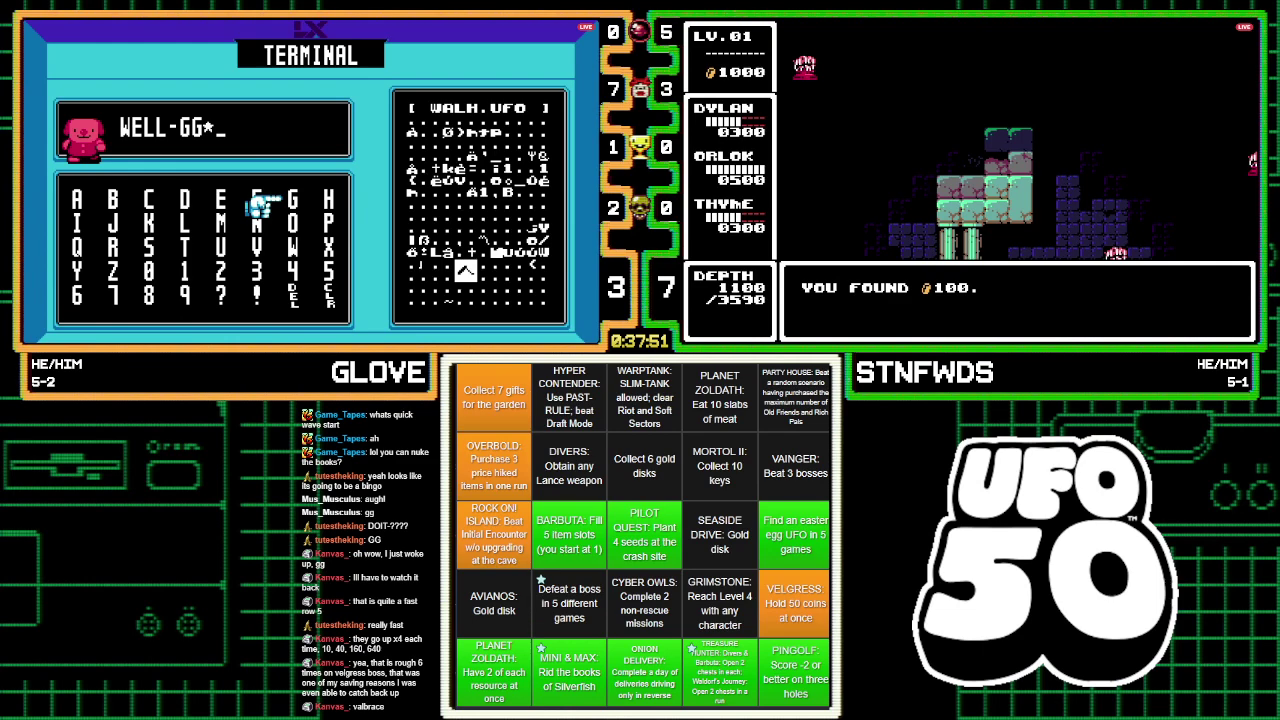 LIVE
IX
TERMINAL
WELL-GG*_
A B C D E F G H
I J K L M N O P
Q R S T U V W X
Y Z 0 1 2 3 4 5
6 7 8 9 ? ! DEL CLR
[ WALH.UFO ]
0 5
7 3
1 0
2 0
3 7
0:37:51
LIVE
LV.01
1000
DYLAN
0300
ORLOK
0500
THYME
0300
DEPTH
1100
/3590
YOU FOUND 100.
HE/HIM
5-2
GLOVE
STNFWDS
HE/HIM
5-1
Game_Tapes: whats quick
wave start
Game_Tapes: ah
Game_Tapes: lol you can nuke
the books?
tutestheking: yeah looks like
its going to be a bingo
Mus_Musculus: augh!
Mus_Musculus: gg
tutestheking: DOIT-????
tutestheking: GG
Kanvas_: oh wow, I just woke
up, gg
Kanvas_: Ill have to watch it
back
Kanvas_: that is quite a fast
row 5
tutestheking: really fast
Kanvas_: they go up x4 each
time, 10, 40, 160, 640
Kanvas_: yea, that is rough 6
times on velgress boss, that was
one of my saving reasons I was
even able to catch back up
Kanvas_: valbrace
Collect 7 gifts
for the garden
HYPER
CONTENDER:
No PAST-
RULE; beat
Draft Mode
WARPTANK:
SLIM-TANK
allowed; clear
Riot and Soft
Sectors
PLANET
ZOLDATH:
Eat 10 slabs
of meat
PARTY HOUSE: Beat
a random scenario
having purchased the
maximum number of
Old Friends and Rich
Pals
OVERBOLD:
Purchase 3
price hiked
items in one run
DIVERS:
Obtain any
Lance weapon
Collect 6 gold
disks
MORTOL II:
Collect 10
keys
VAINGER:
Beat 3 bosses
ROCK ON!
ISLAND: Beat
Initial Encounter
w/o upgrading
at the cave
BARBUTA: Fill
5 item slots
(you start at 1)
PILOT
QUEST: Plant
4 seeds at the
crash site
SEASIDE
DRIVE: Gold
disk
Find an easter
egg UFO in 5
games
AVIANOS:
Gold disk
Defeat a boss
in 5 different
games
CYBER OWLS:
Complete 2
non-rescue
missions
GRIMSTONE:
Reach Level 4
with any
character
VELGRESS:
Hold 50 coins
at once
PLANET
ZOLDATH:
Have 2 of each
resource at
once
MINI & MAX:
Rid the books
of Silverfish
ONION
DELIVERY:
Complete a day of
deliveries driving
only in reverse
TREASURE
HUNTER: Divers &
Barbuta: Open 2
chests in each;
Waldorf's Journey:
Open 2 chests in a
run
PINGOLF:
Score -2 or
better on three
holes
UFO
50
TM